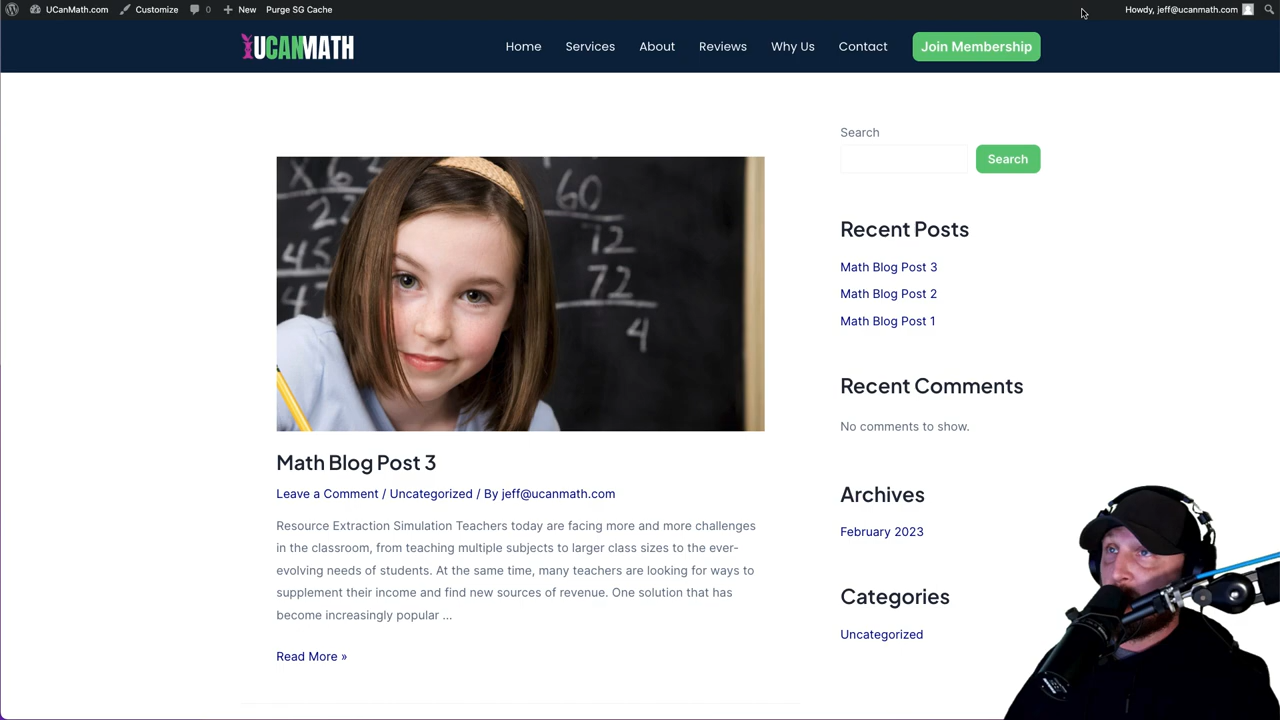 UCanMath.com Customize 0 New Purge SG Cache Howdy, jeff@ucanmath.com
UCANMATH Home Services About Reviews Why Us Contact Join Membership
60
12
72
4
Math Blog Post 3
Leave a Comment / Uncategorized / By jeff@ucanmath.com
Resource Extraction Simulation Teachers today are facing more and more challenges
in the classroom, from teaching multiple subjects to larger class sizes to the ever-
evolving needs of students. At the same time, many teachers are looking for ways to
supplement their income and find new sources of revenue. One solution that has
become increasingly popular ...
Read More »
Search
Search
Recent Posts
Math Blog Post 3
Math Blog Post 2
Math Blog Post 1
Recent Comments
No comments to show.
Archives
February 2023
Categories
Uncategorized